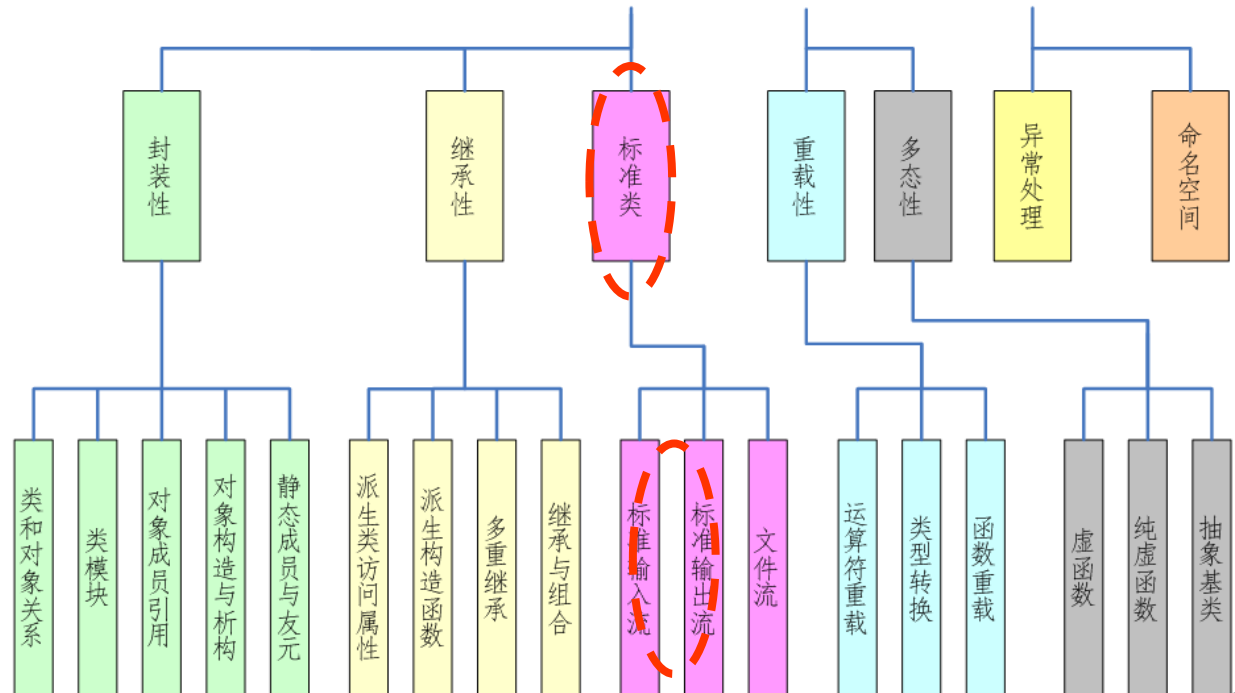 封装性
继承性
标准类
重载性
多态性
异常处理
命名空间
类和对象关系
类模块
对象成员引用
对象构造与析构
静态成员与友元
派生类访问属性
派生构造函数
多重继承
继承与组合
标准输入流
标准输出流
文件流
运算符重载
类型转换
函数重载
虚函数
纯虚函数
抽象基类